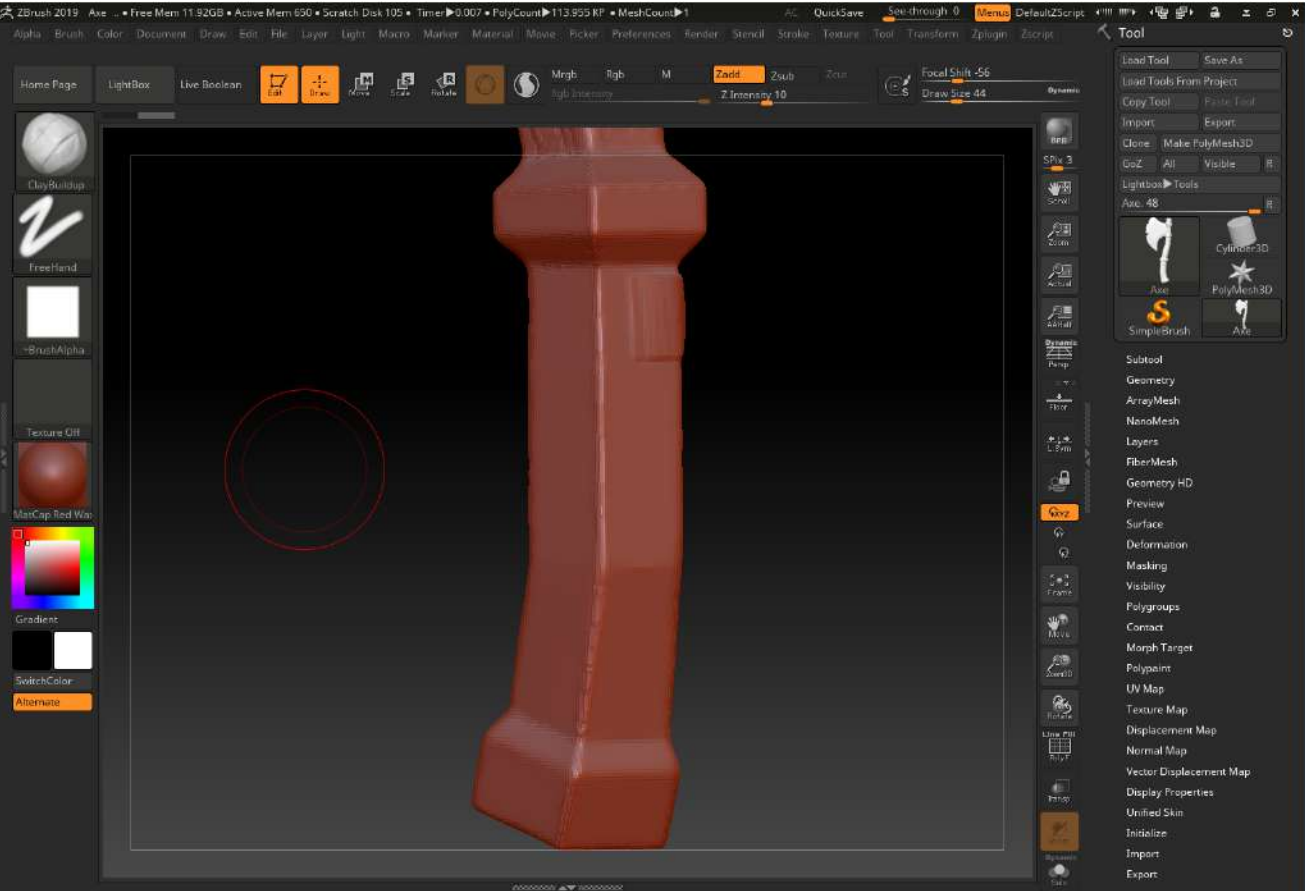 ZBrush 2019 Axe ... • Free Mem 11.92GB • Active Mem 650 • Scratch Disk 105 • Timer▶0.007 • PolyCount▶113.955 KP • MeshCount▶1 AC QuickSave See-through 0 Menus DefaultZScript
Alpha Brush Color Document Draw Edit File Layer Light Macro Marker Material Movie Picker Preferences Render Stencil Stroke Texture Tool Transform Zplugin Zscript
Tool
Load Tool Save As
Load Tools From Project
Copy Tool Paste Tool
Import Export
Clone Make PolyMesh3D
GoZ All Visible R
Lightbox▶Tools
Axe. 48 R
Axe
Cylinder3D
PolyMesh3D
SimpleBrush
Axe
Home Page LightBox Live Boolean
Edit Draw Move Scale Rotate
Mrgb Rgb M
Rgb Intensity
Zadd Zsub Zcut
Z Intensity 10
S
Focal Shift -56
Draw Size 44
Dynamic
ClayBuildup
FreeHand
~BrushAlpha
Texture Off
MatCap Red Wax
Gradient
SwitchColor
Alternate
BPR
SPix 3
Scroll
Zoom
Actual
AAHalf
Dynamic
Persp
Floor
L.Sym
XYZ
Frame
Move
Zoom3D
Rotate
Line Fill
PolyF
Transp
Dynamic
Solo
Subtool
Geometry
ArrayMesh
NanoMesh
Layers
FiberMesh
Geometry HD
Preview
Surface
Deformation
Masking
Visibility
Polygroups
Contact
Morph Target
Polypaint
UV Map
Texture Map
Displacement Map
Normal Map
Vector Displacement Map
Display Properties
Unified Skin
Initialize
Import
Export